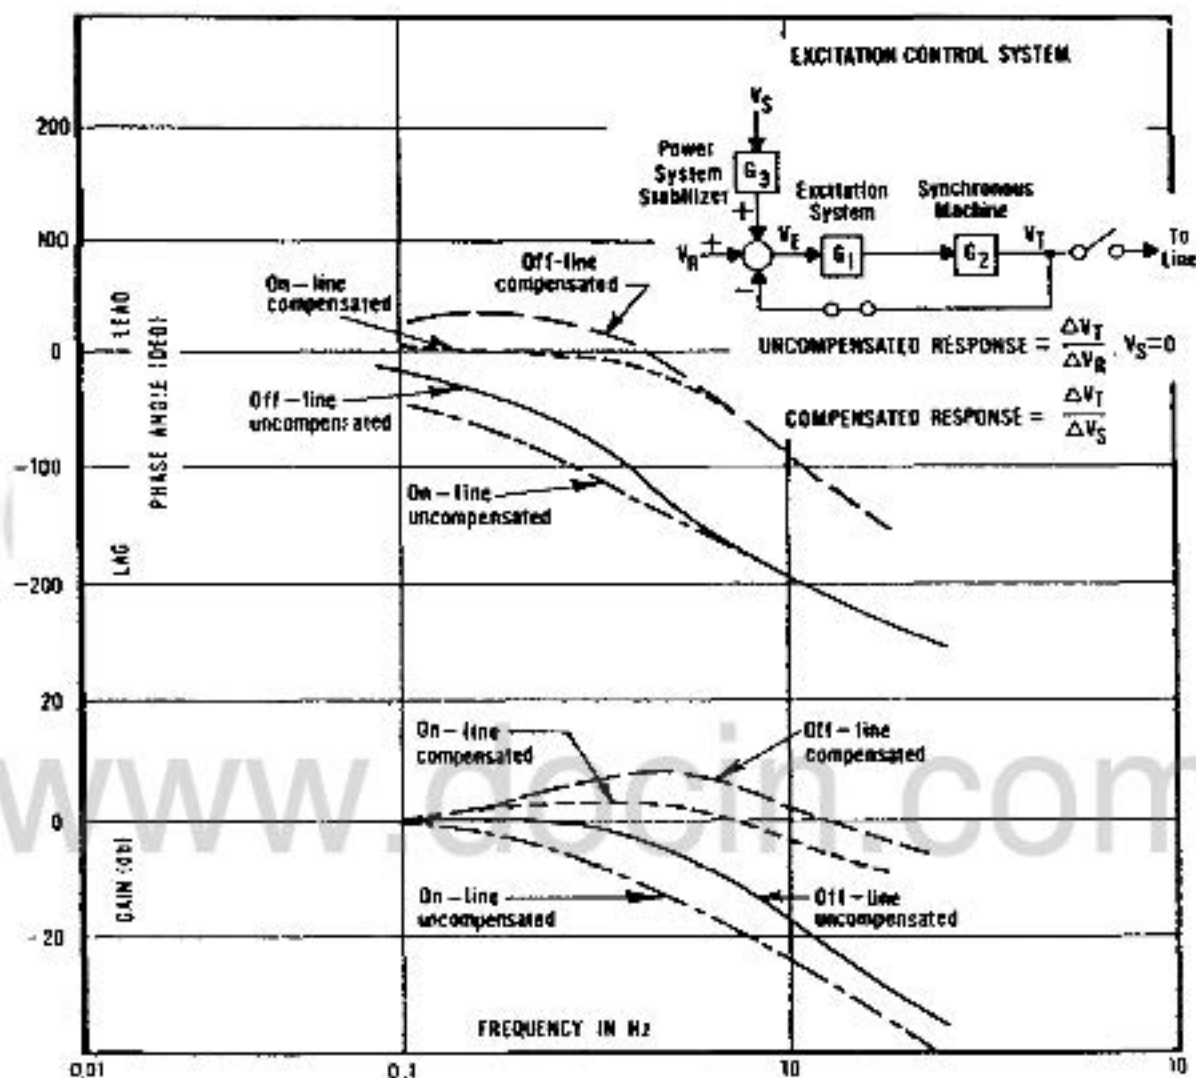 EXCITATION CONTROL SYSTEM
V_S
Power
System
Stabilizer
G_3
Excitation
System
Synchronous
Machine
V_R
V_E
G_1
G_2
V_T
To
Line
+
+
−
UNCOMPENSATED RESPONSE = ΔV_T / ΔV_R, V_S=0
COMPENSATED RESPONSE = ΔV_T / ΔV_S
200
100
0
-100
-200
LEAD
PHASE ANGLE (DEG)
LAG
On-line
compensated
Off-line
compensated
Off-line
uncompensated
On-line
uncompensated
20
0
-20
GAIN (db)
On-line
compensated
Off-line
compensated
On-line
uncompensated
Off-line
uncompensated
FREQUENCY IN Hz
0.01
0.1
10
10
www.docin.com